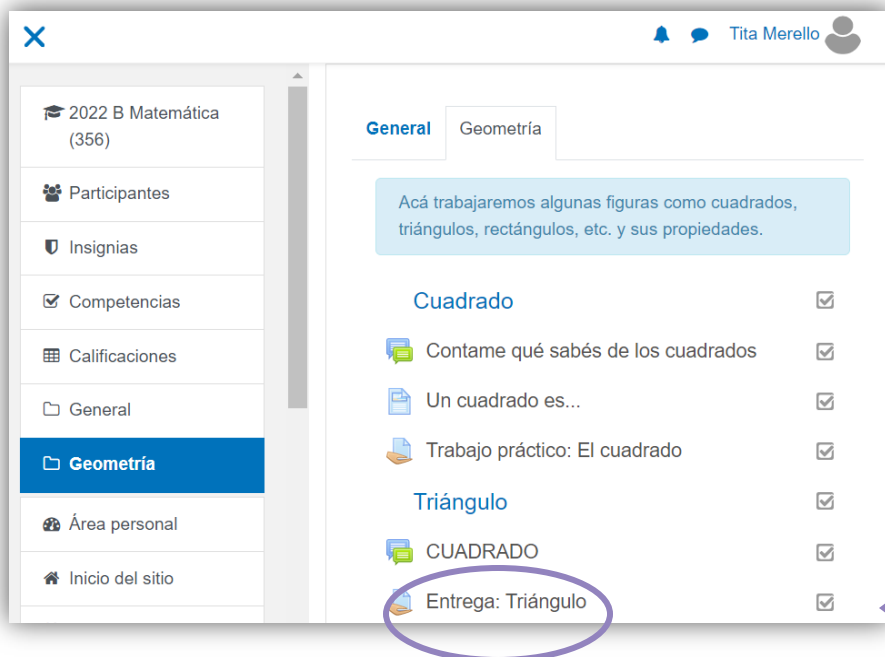 Tita Merello
2022 B Matemática
(356)
Participantes
Insignias
Competencias
Calificaciones
General
Geometría
Área personal
Inicio del sitio
General
Geometría
Acá trabajaremos algunas figuras como cuadrados,
triángulos, rectángulos, etc. y sus propiedades.
Cuadrado
Contame qué sabés de los cuadrados
Un cuadrado es...
Trabajo práctico: El cuadrado
Triángulo
CUADRADO
Entrega: Triángulo